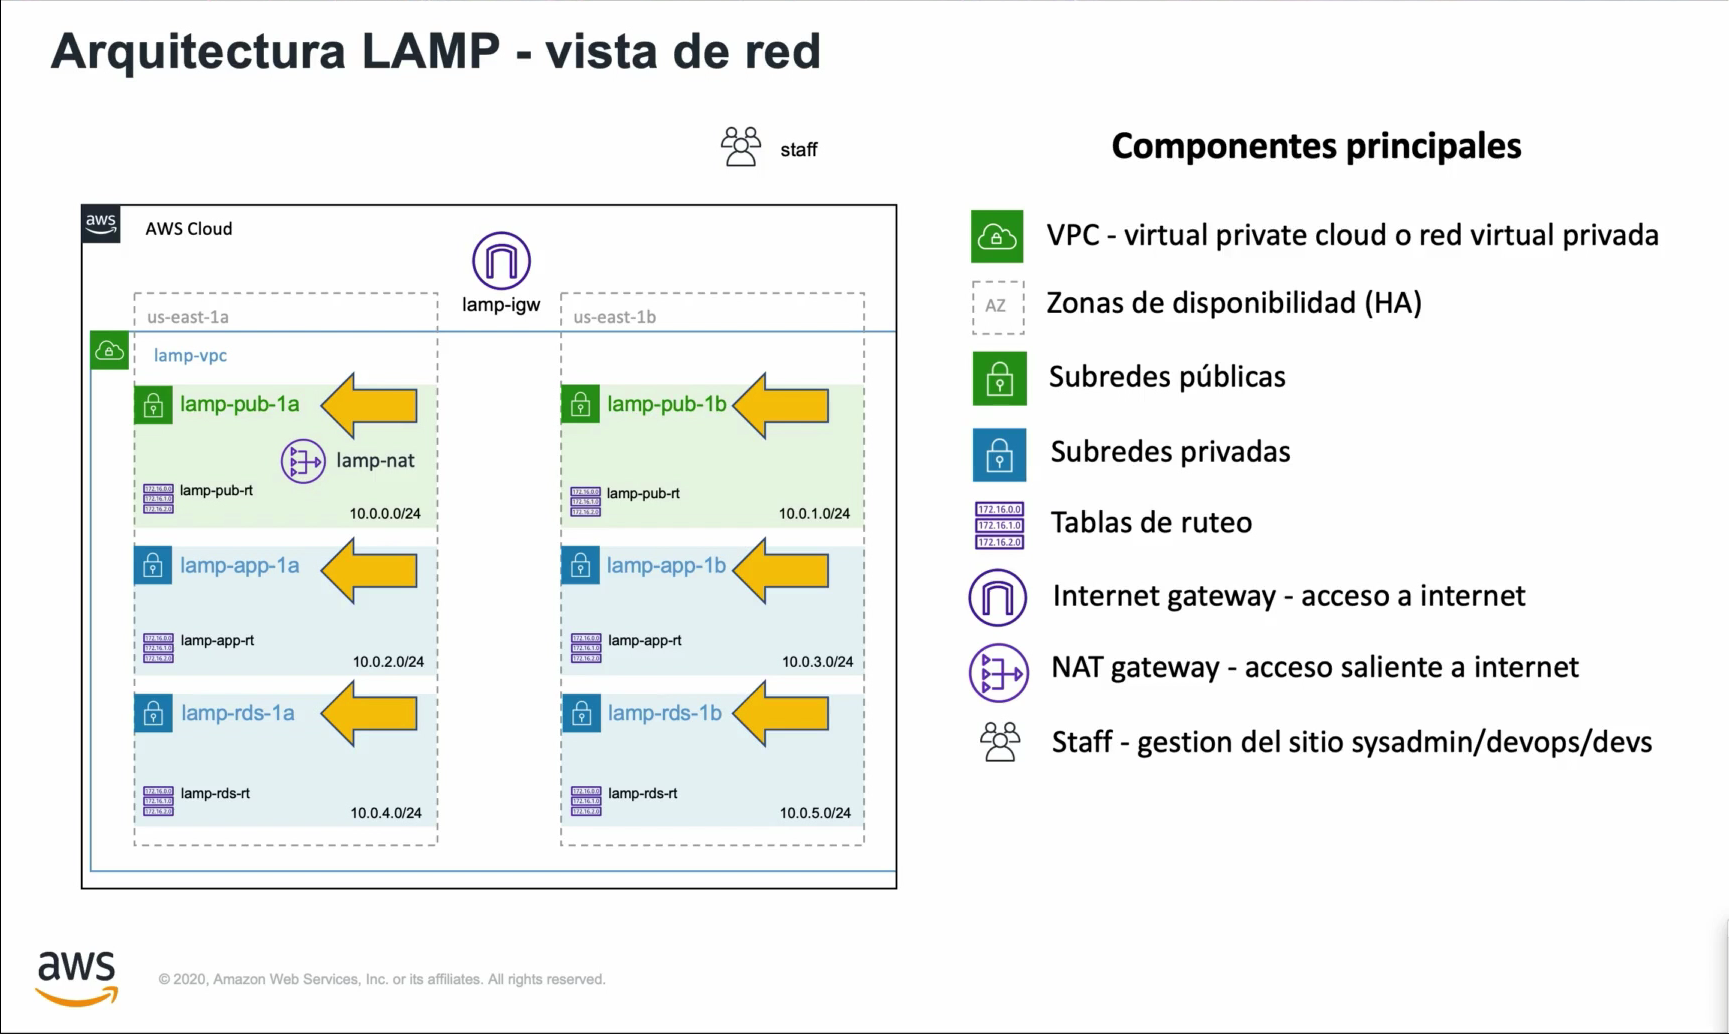 Arquitectura LAMP - vista de red
staff
aws
AWS Cloud
lamp-igw
us-east-1a
us-east-1b
lamp-vpc
lamp-pub-1a
lamp-nat
lamp-pub-rt
10.0.0.0/24
lamp-pub-1b
lamp-pub-rt
10.0.1.0/24
lamp-app-1a
lamp-app-rt
10.0.2.0/24
lamp-app-1b
lamp-app-rt
10.0.3.0/24
lamp-rds-1a
lamp-rds-rt
10.0.4.0/24
lamp-rds-1b
lamp-rds-rt
10.0.5.0/24
Componentes principales
VPC - virtual private cloud o red virtual privada
AZ
Zonas de disponibilidad (HA)
Subredes públicas
Subredes privadas
172.16.0.0
172.16.1.0
172.16.2.0
Tablas de ruteo
Internet gateway - acceso a internet
NAT gateway - acceso saliente a internet
Staff - gestion del sitio sysadmin/devops/devs
aws
© 2020, Amazon Web Services, Inc. or its affiliates. All rights reserved.